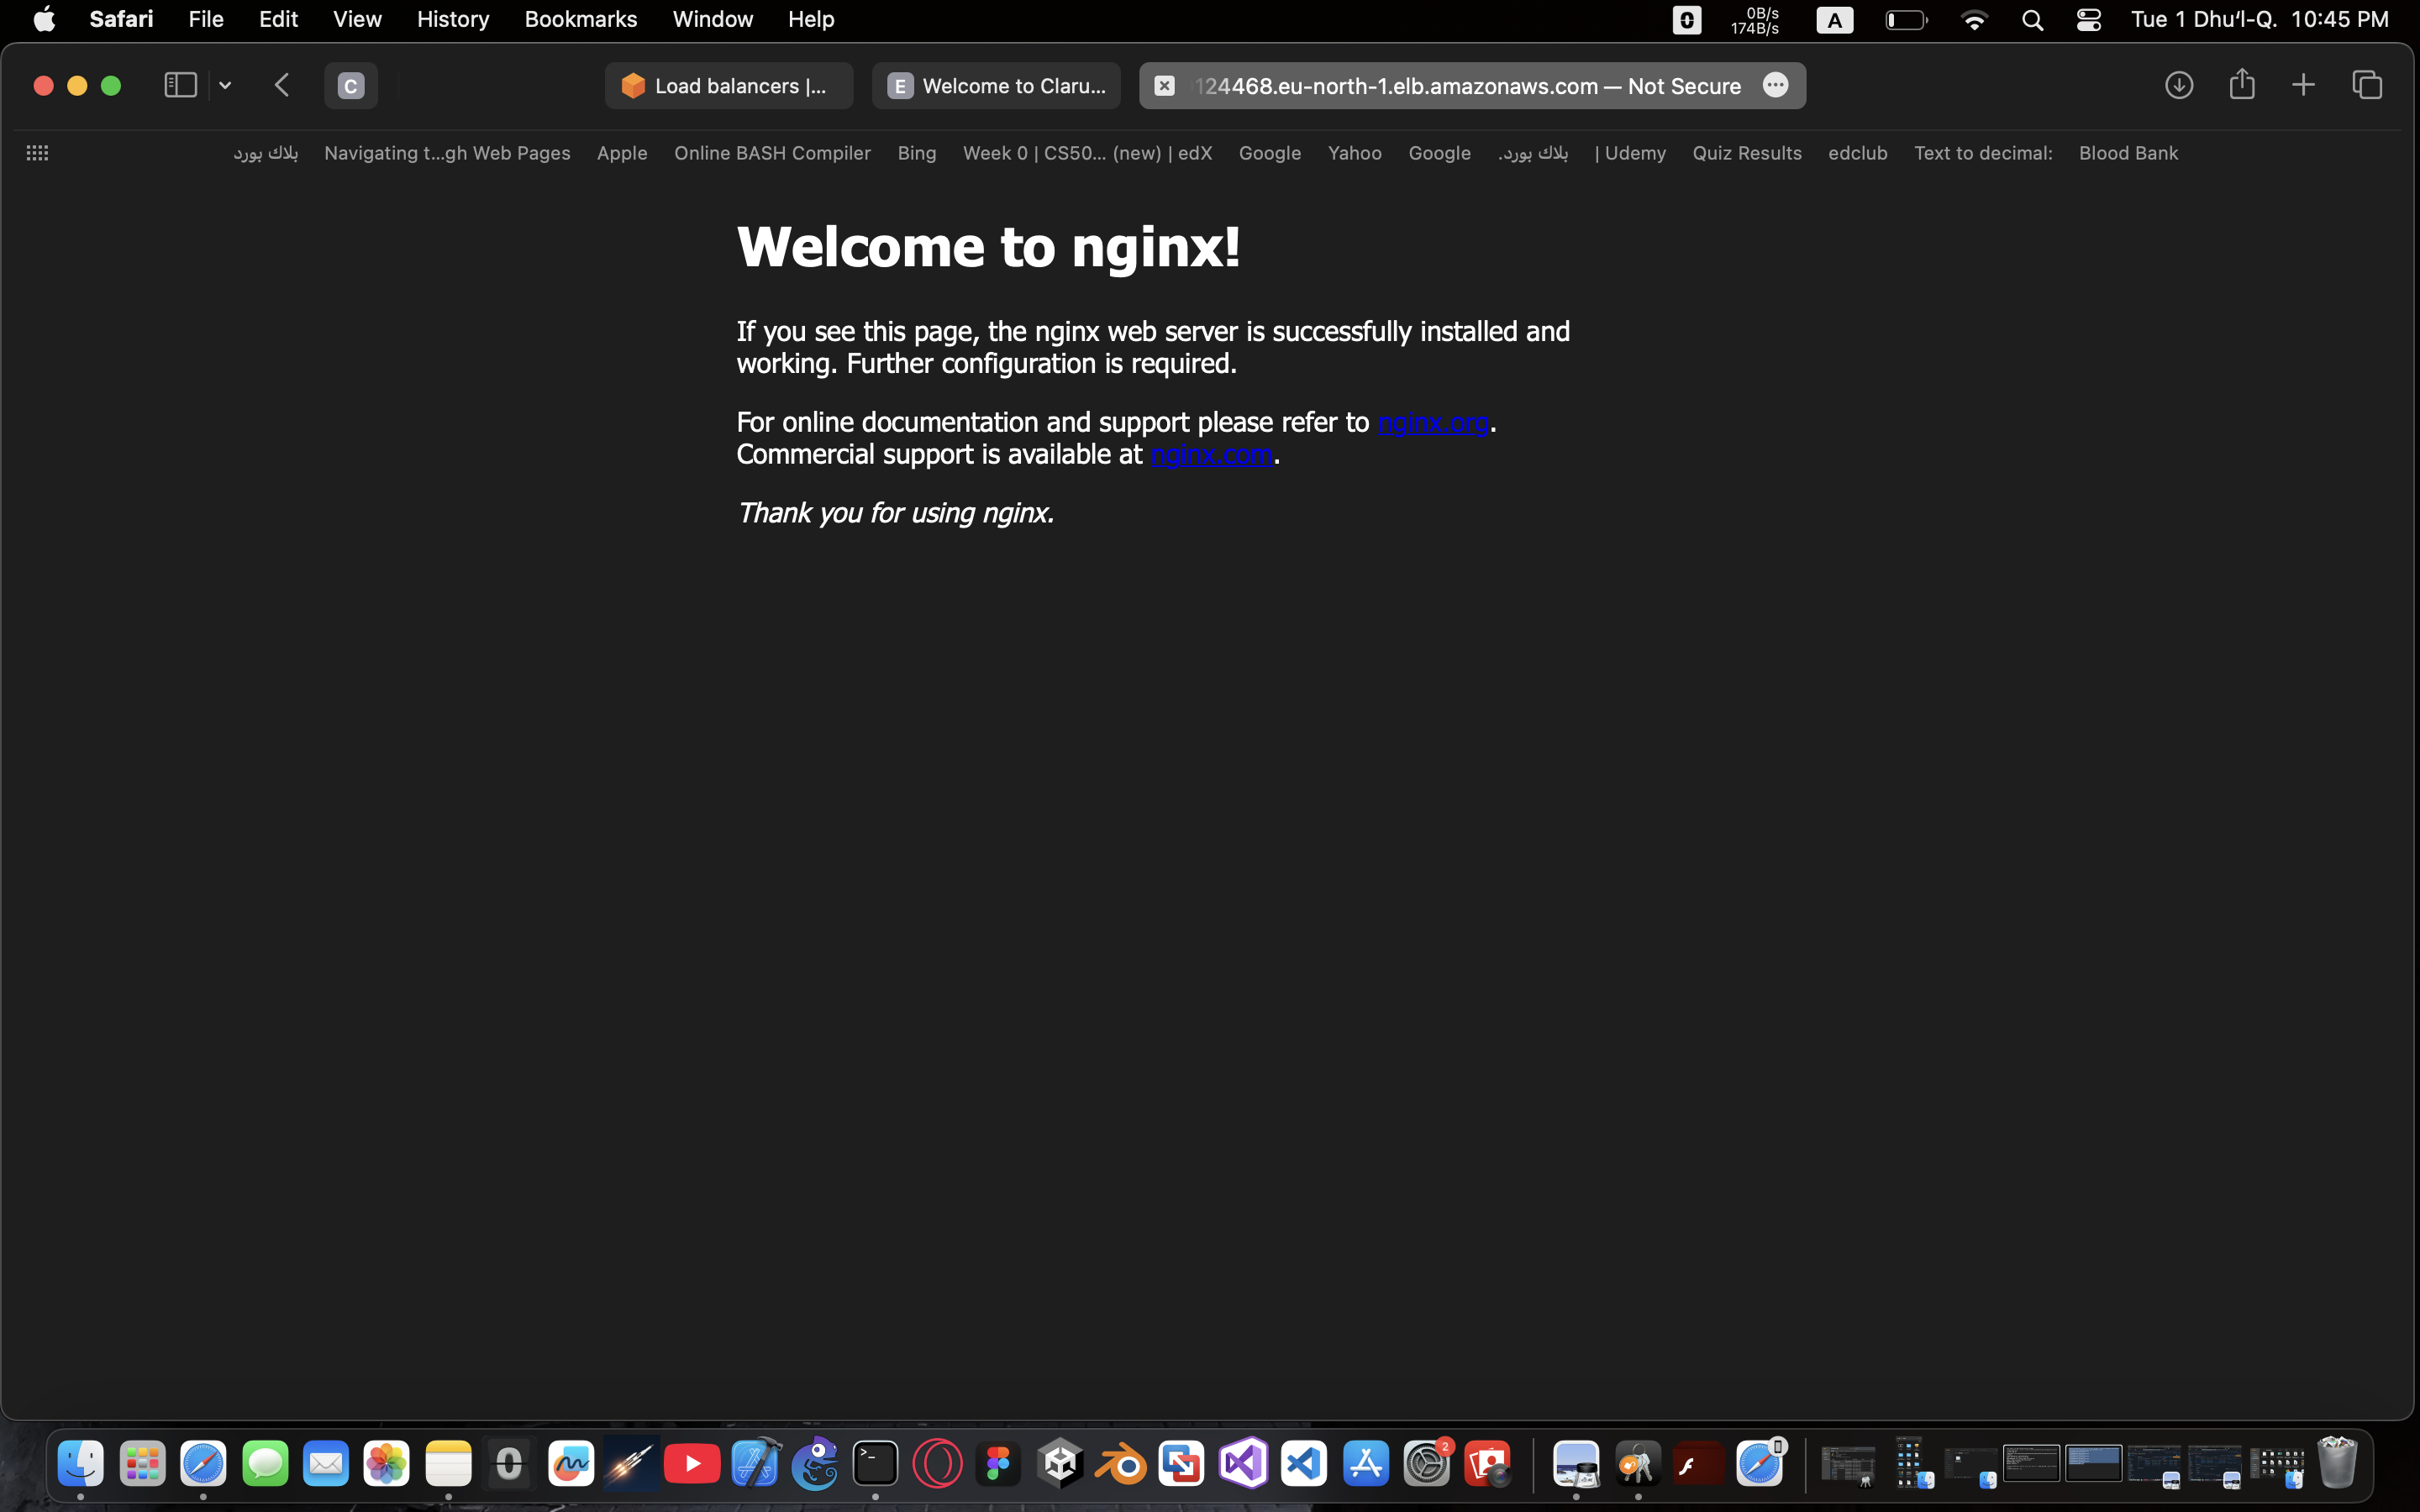 Safari File Edit View History Bookmarks Window Help 0B/s A Tue 1 Dhu‘l-Q. 10:45 PM
174B/s
C Load balancers |... E Welcome to Claru... 124468.eu-north-1.elb.amazonaws.com — Not Secure
بلاك بورد Navigating t...gh Web Pages Apple Online BASH Compiler Bing Week 0 | CS50... (new) | edX Google Yahoo Google بلاك بورد. | Udemy Quiz Results edclub Text to decimal: Blood Bank
Welcome to nginx!
If you see this page, the nginx web server is successfully installed and
working. Further configuration is required.
For online documentation and support please refer to nginx.org.
Commercial support is available at nginx.com.
Thank you for using nginx.
2